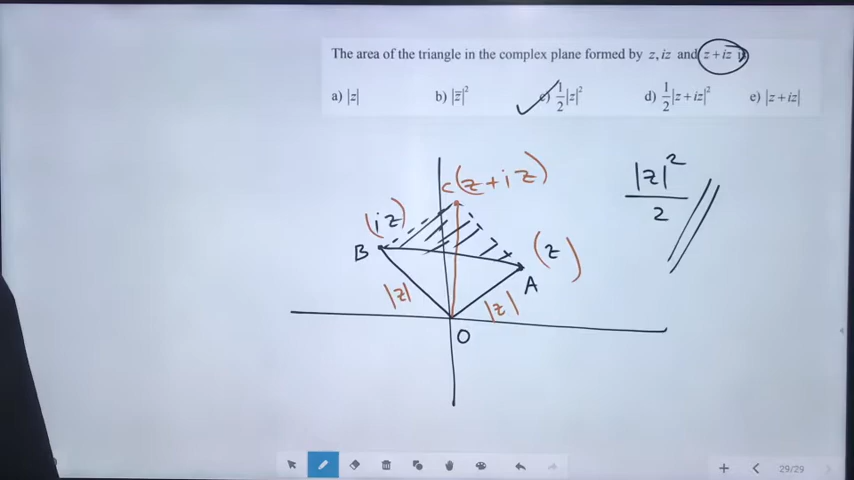 The area of the triangle in the complex plane formed by z, iz and z + iz is
a) |z| b) |z̅|² c) 1/2|z|² d) 1/2|z + iz|² e) |z + iz|
C(z+iz)
|z|²/2
(iz)
(z)
B
A
|z|
|z|
O
29/29